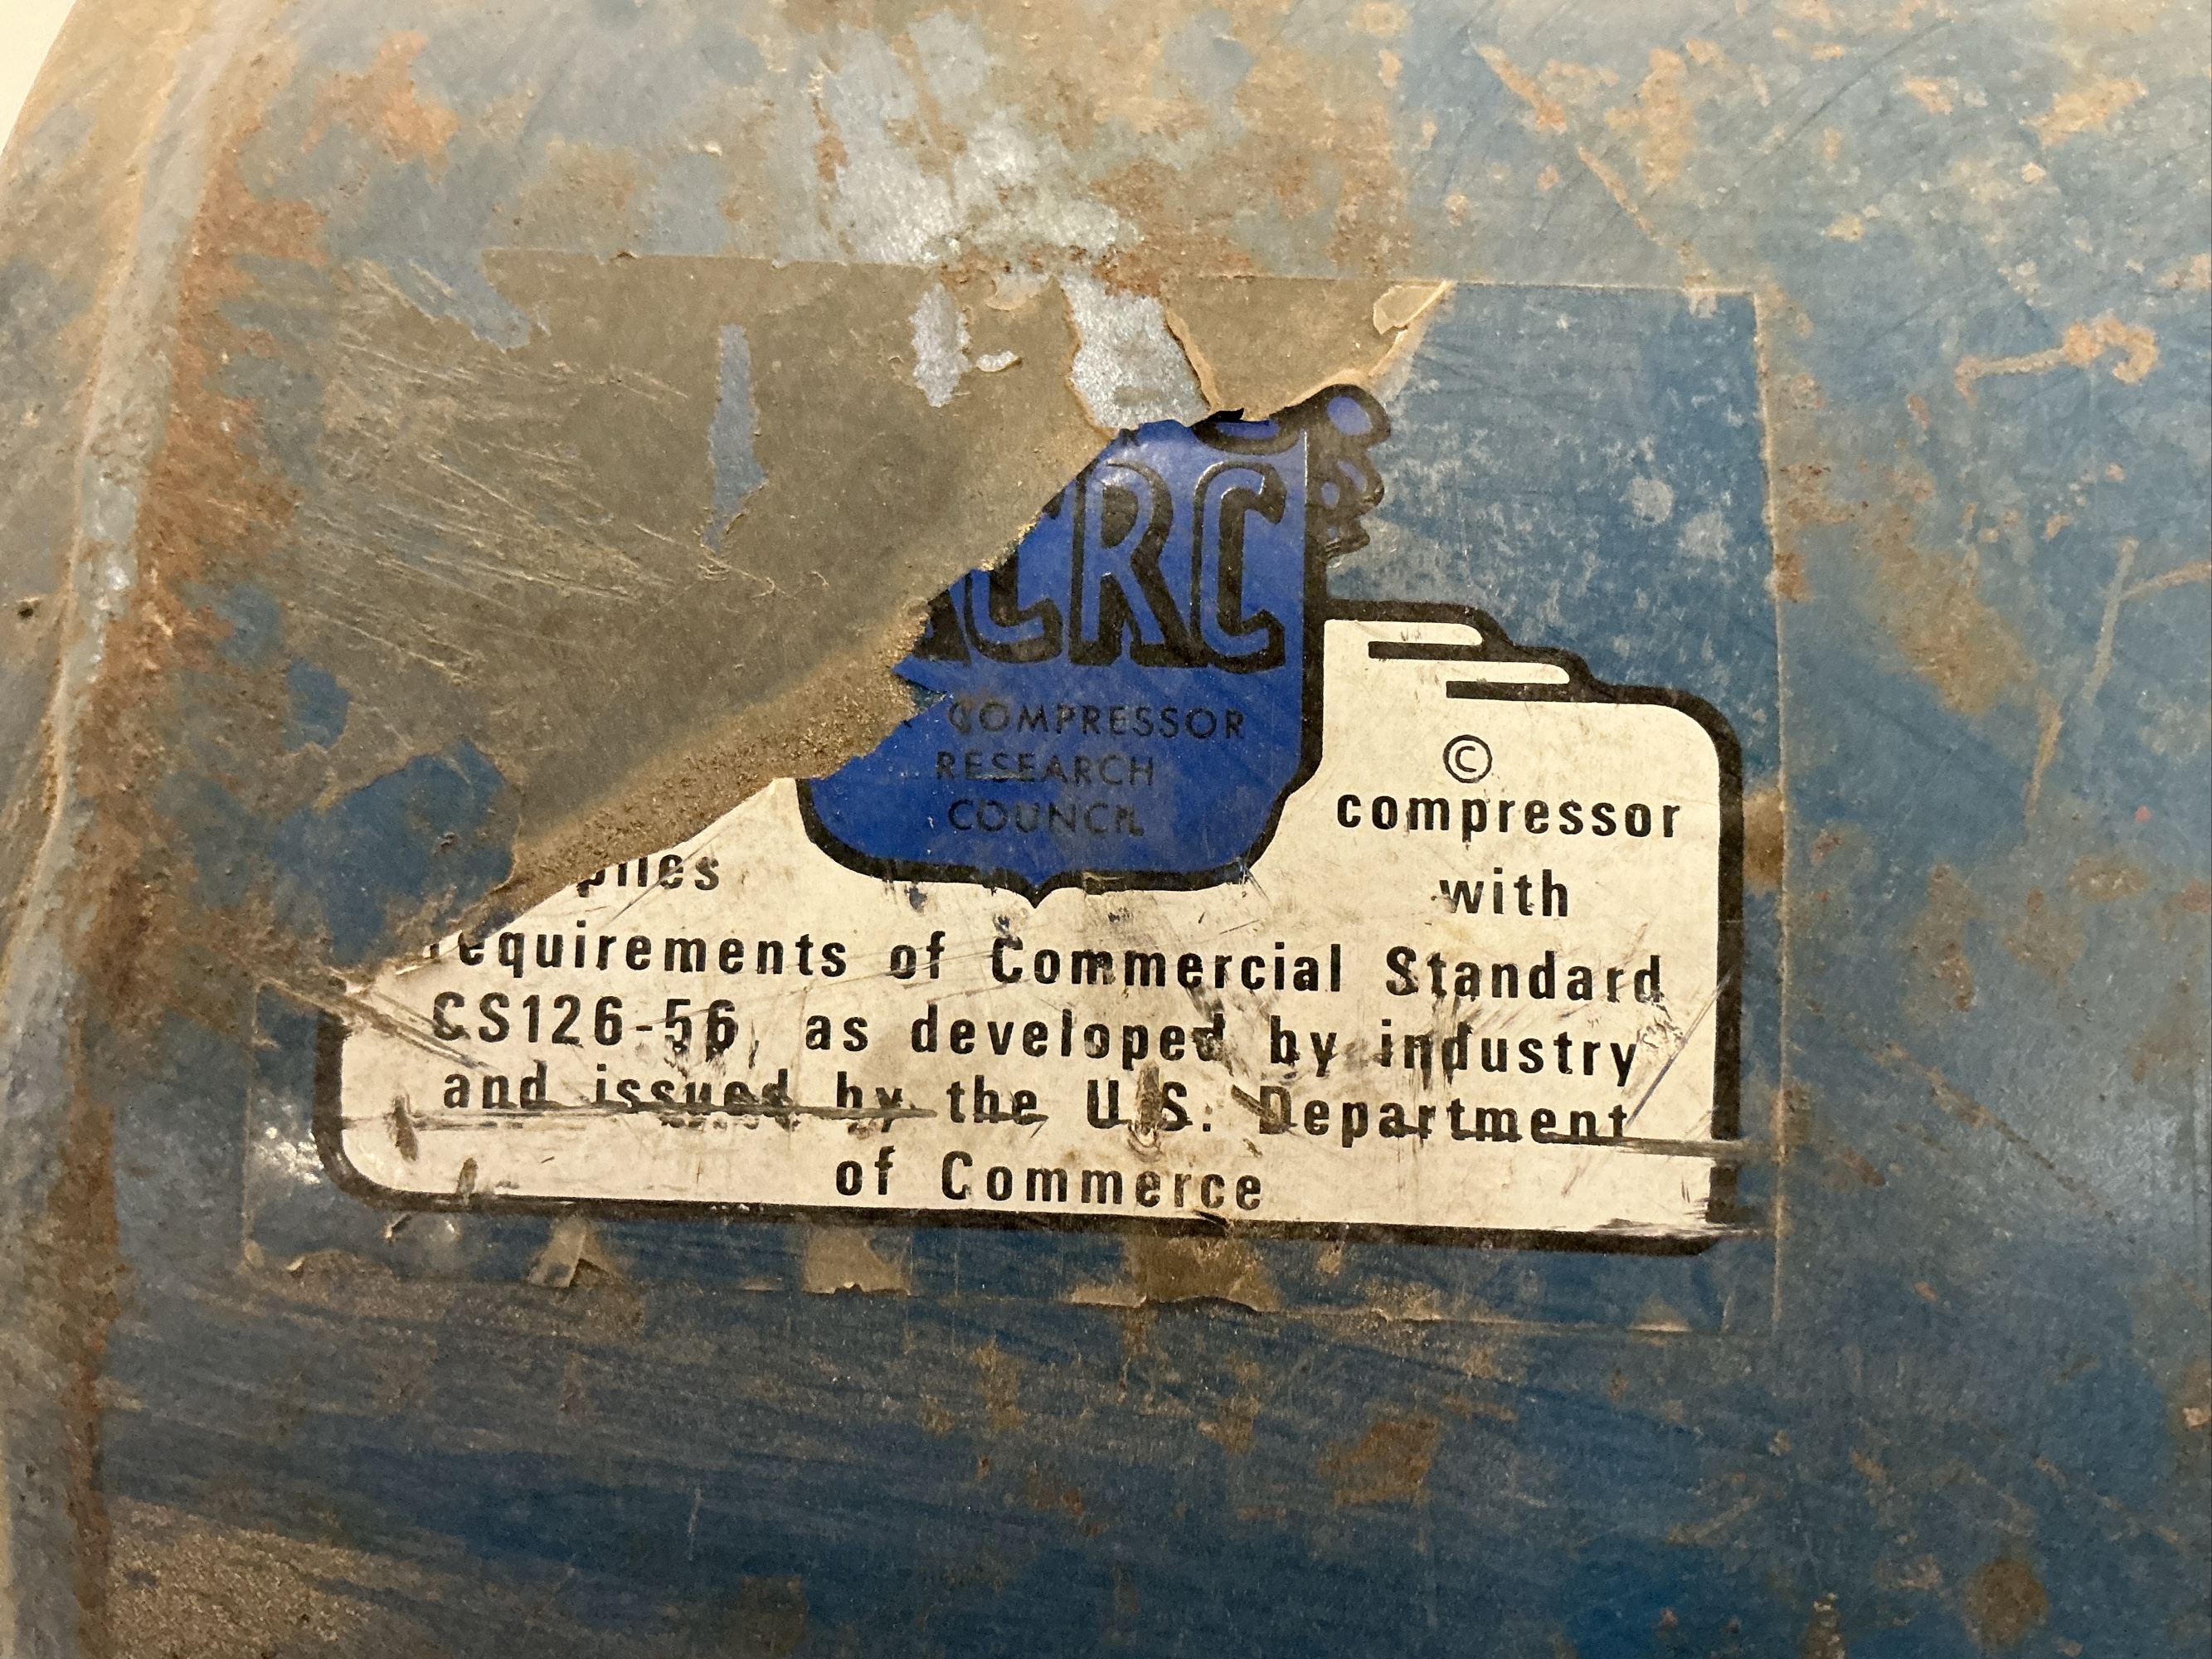 CRC
COMPRESSOR
RESEARCH
COUNCIL
©
compressor
with
requirements of Commercial Standard
CS126-56, as developed by industry
and issued by the U.S. Department
of Commerce